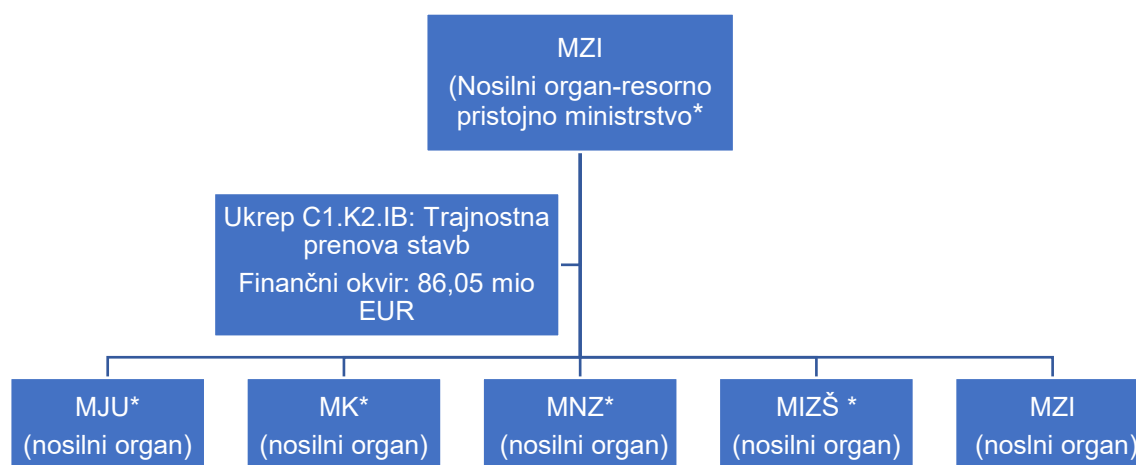 MZI
(Nosilni organ-resorno
pristojno ministrstvo*
Ukrep C1.K2.IB: Trajnostna
prenova stavb
Finančni okvir: 86,05 mio
EUR
MJU*
(nosilni organ)
MK*
(nosilni organ)
MNZ*
(nosilni organ)
MIZŠ *
(nosilni organ)
MZI
(noslni organ)